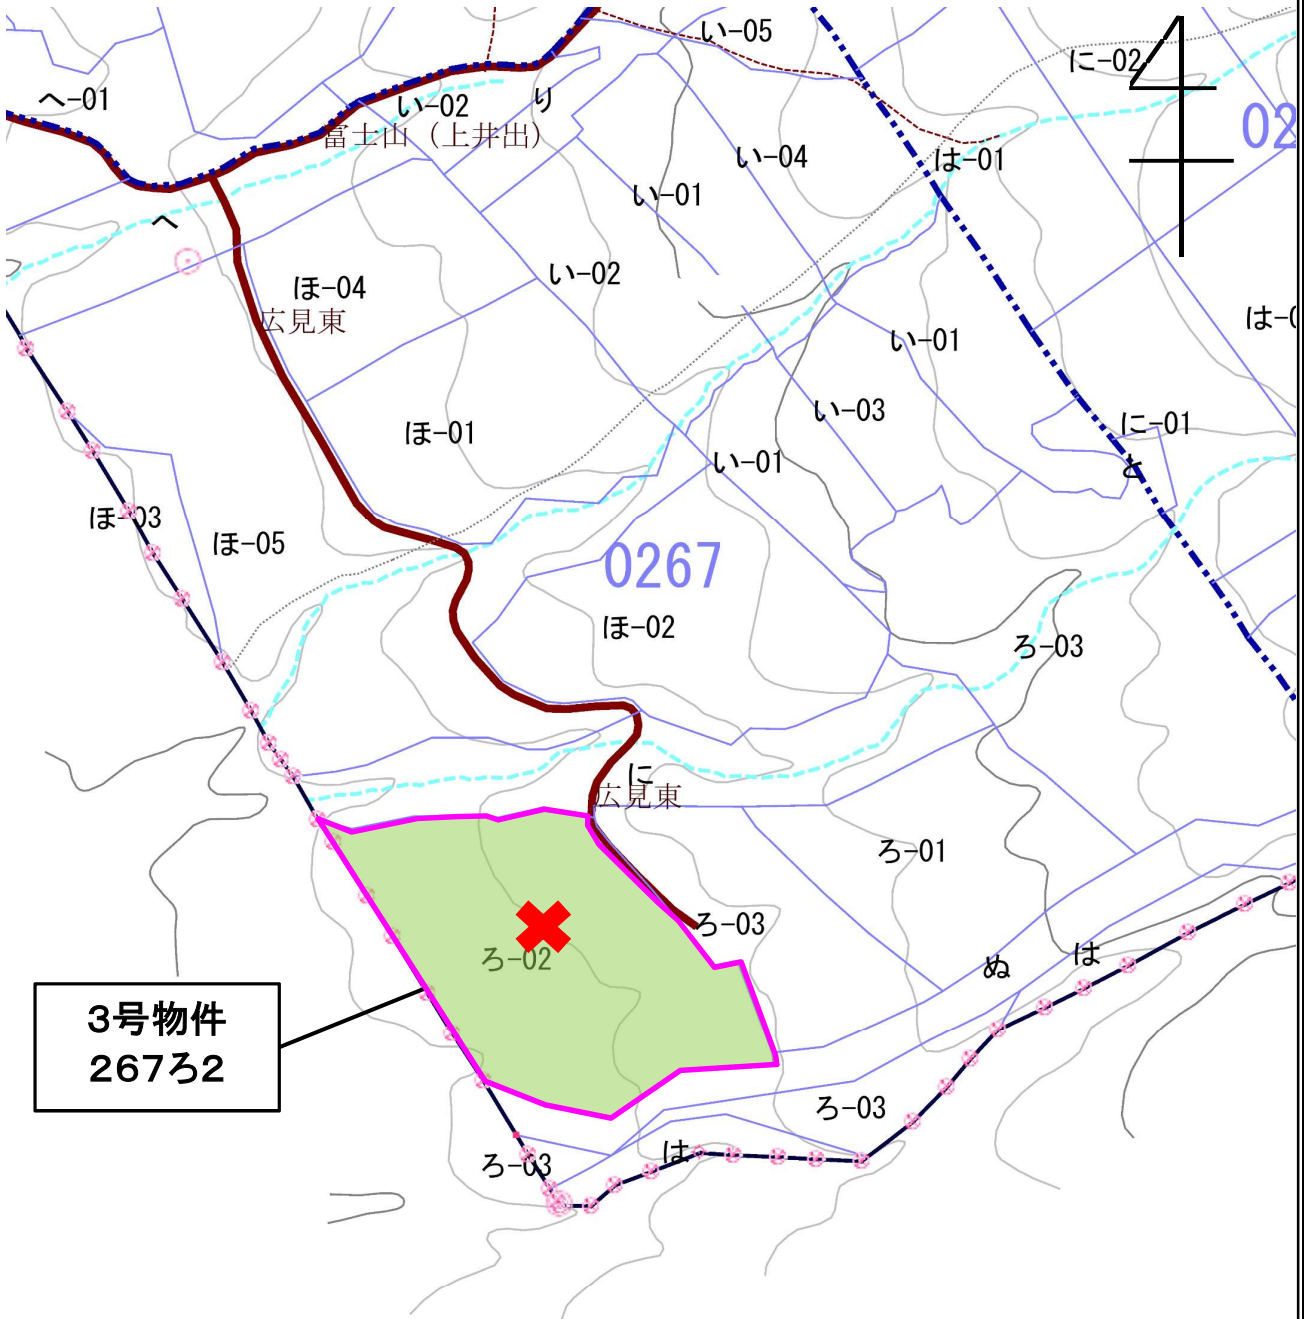 い-05
に-02
へ-01
い-02
り
02
富士山（上井出）
い-04
は-01
い-01
へ
い-02
ほ-04
広見東
い-01
い-03
ほ-01
に-01
い-01
と
ほ-03
ほ-05
0267
ほ-02
ろ-03
に
広見東
ろ-01
ろ-03
ろ-02
は
ぬ
3号物件
267ろ2
ろ-03
は
ろ-03